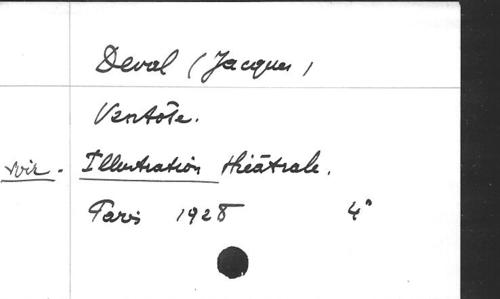 Deval (Jacques)
Ventôse.
voir. Illustration théâtrale.
Paris 1928 4°